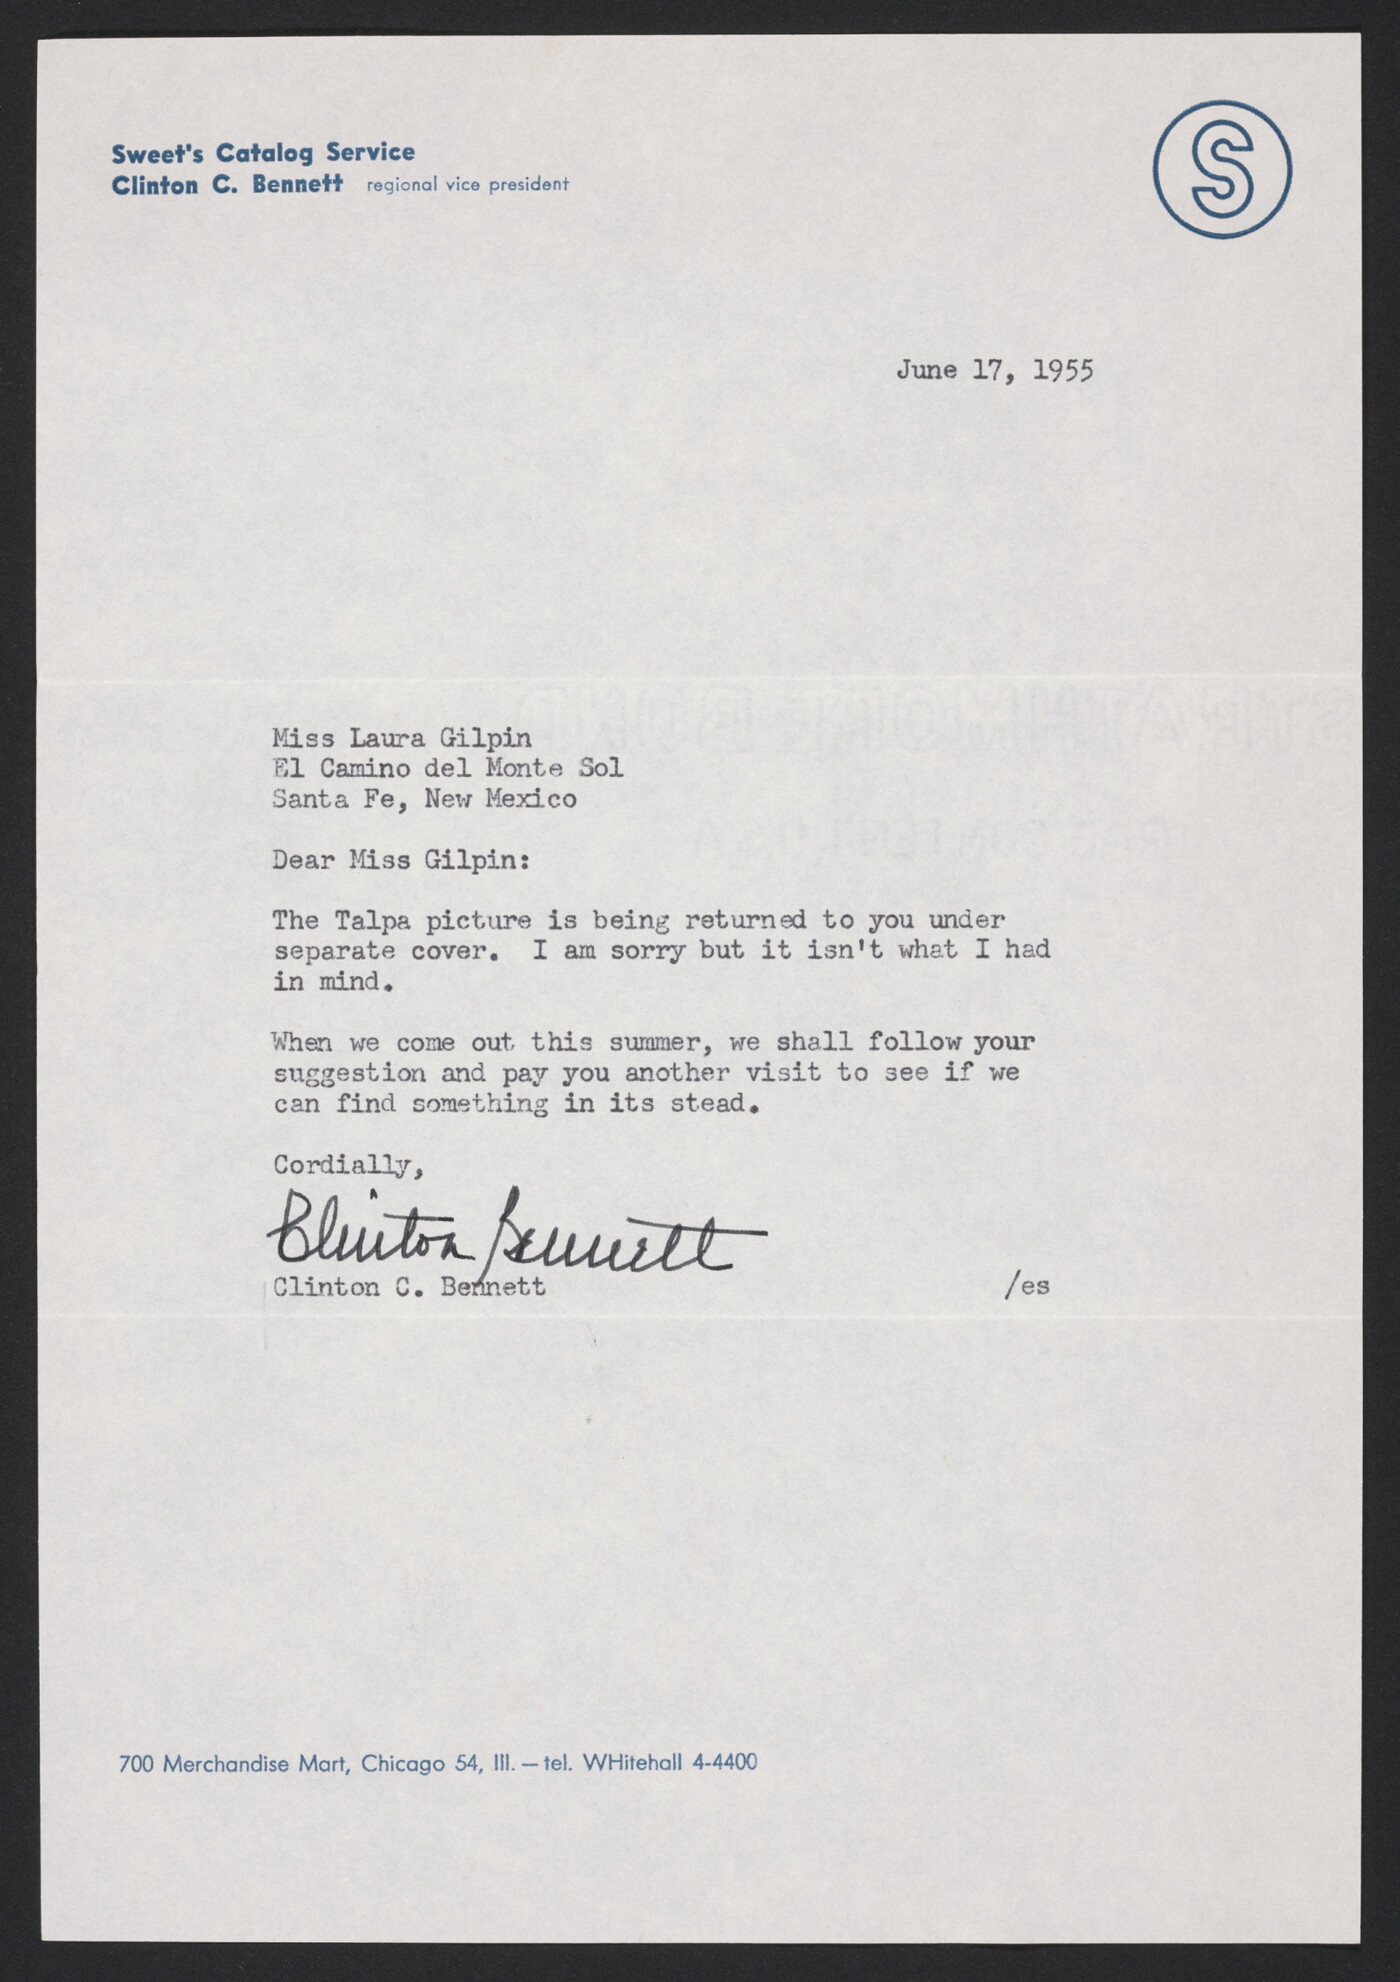 Sweet's Catalog Service
Clinton C. Bennett regional vice president
S
June 17, 1955
Miss Laura Gilpin
El Camino del Monte Sol
Santa Fe, New Mexico
Dear Miss Gilpin:
The Talpa picture is being returned to you under
separate cover. I am sorry but it isn't what I had
in mind.
When we come out this summer, we shall follow your
suggestion and pay you another visit to see if we
can find something in its stead.
Cordially,
Clinton Bennett
Clinton C. Bennett /es
700 Merchandise Mart, Chicago 54, Ill. — tel. WHitehall 4-4400